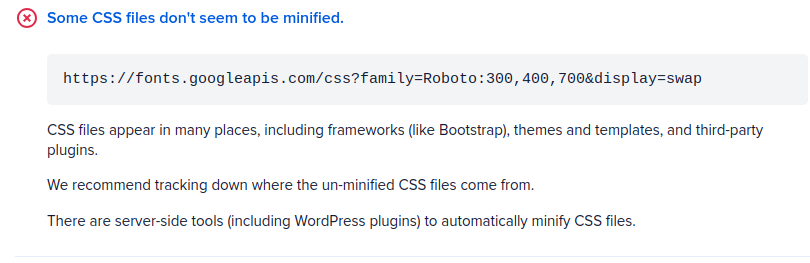 Some CSS files don't seem to be minified.
https://fonts.googleapis.com/css?family=Roboto:300,400,700&display=swap
CSS files appear in many places, including frameworks (like Bootstrap), themes and templates, and third-party
plugins.
We recommend tracking down where the un-minified CSS files come from.
There are server-side tools (including WordPress plugins) to automatically minify CSS files.